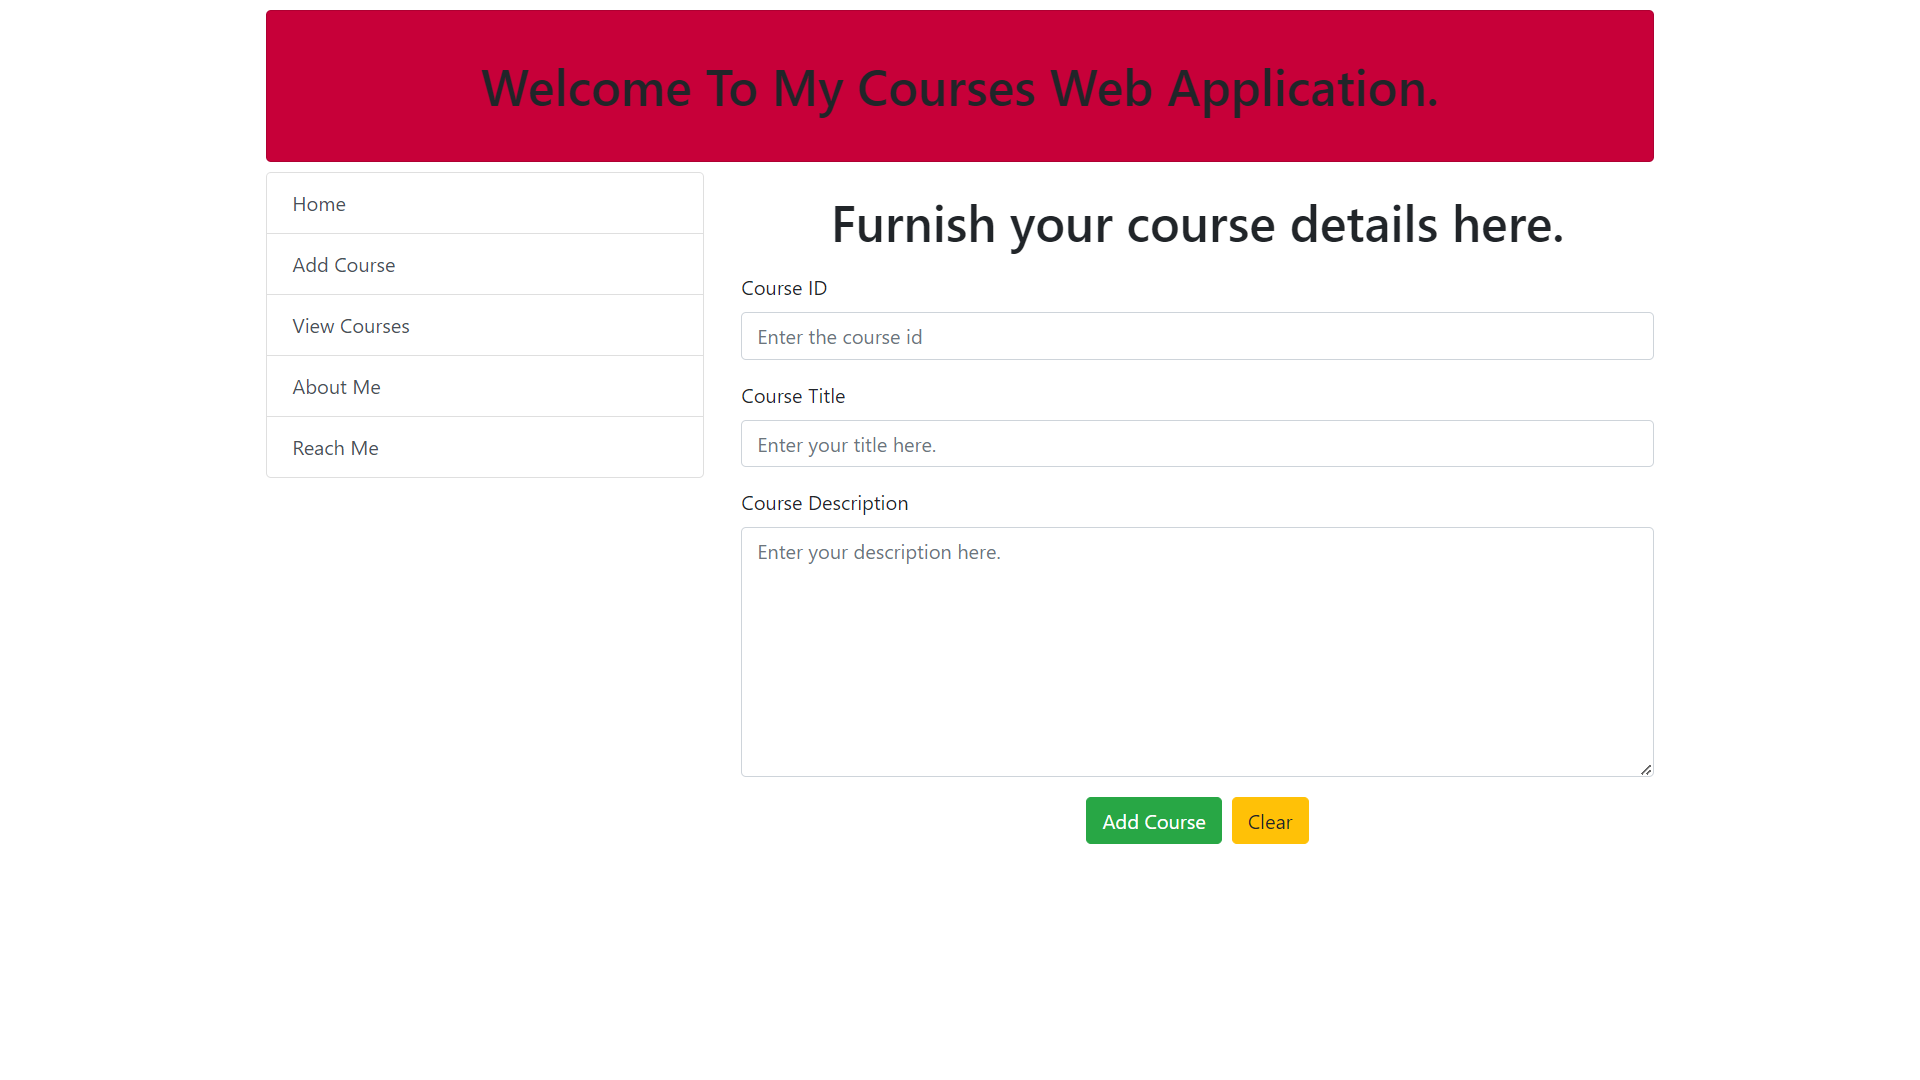 Welcome To My Courses Web Application.
Home
Add Course
View Courses
About Me
Reach Me
Furnish your course details here.
Course ID
Enter the course id
Course Title
Enter your title here.
Course Description
Enter your description here.
Add Course
Clear